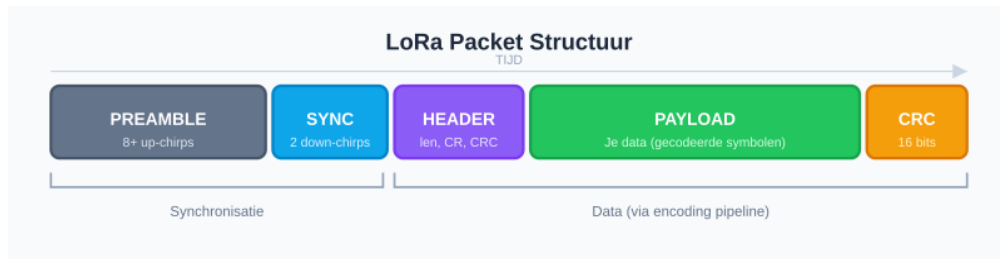 LoRa Packet Structuur
TIJD
PREAMBLE
8+ up-chirps
SYNC
2 down-chirps
HEADER
len, CR, CRC
PAYLOAD
Je data (gecodeerde symbolen)
CRC
16 bits
Synchronisatie
Data (via encoding pipeline)